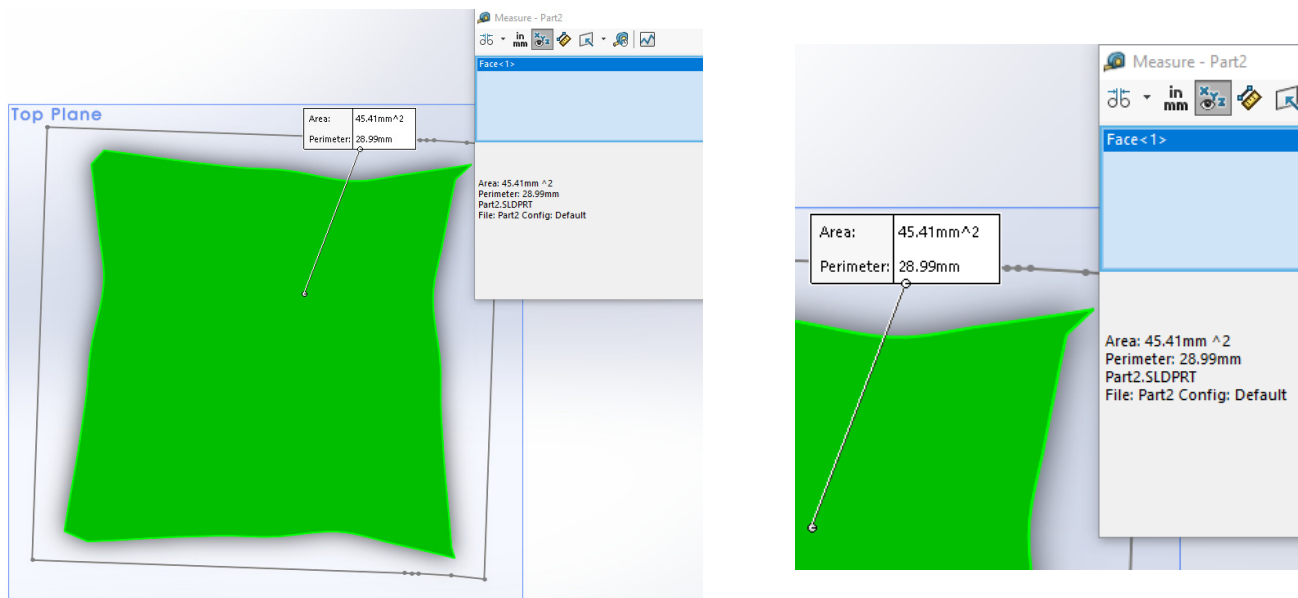 Measure - Part2
in
mm
XYZ
Face<1>
Top Plane
Area: 45.41mm^2
Perimeter: 28.99mm
Area: 45.41mm ^2
Perimeter: 28.99mm
Part2.SLDPRT
File: Part2 Config: Default
Measure - Part2
in
mm
XYZ
Face<1>
Area: 45.41mm^2
Perimeter: 28.99mm
Area: 45.41mm ^2
Perimeter: 28.99mm
Part2.SLDPRT
File: Part2 Config: Default